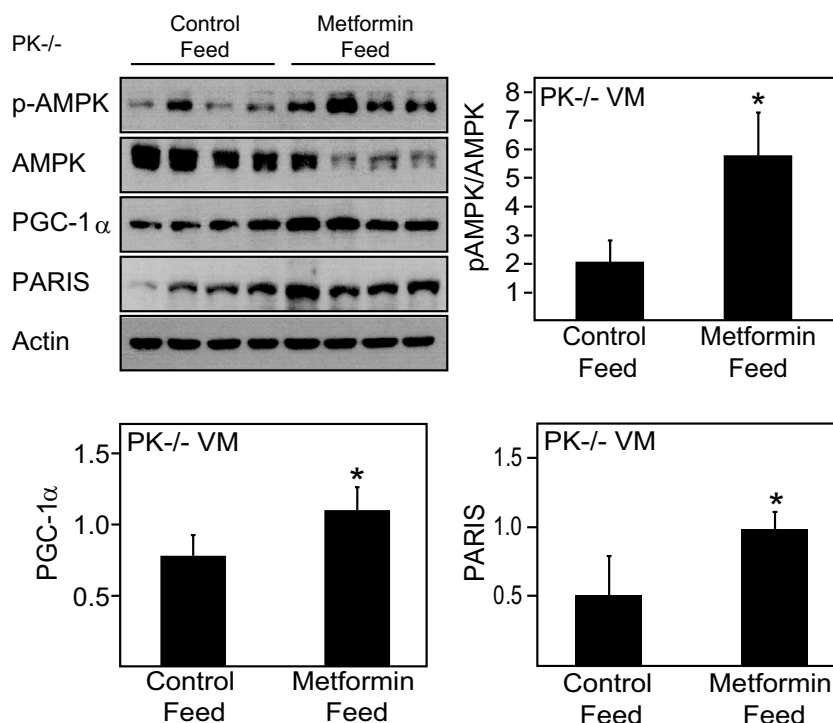 PK-/-
Control
Feed
Metformin
Feed
p-AMPK
AMPK
PGC-1 α
PARIS
Actin
pAMPK/AMPK
8
7
6
5
4
3
2
1
PK-/- VM
*
Control
Feed
Metformin
Feed
PGC-1α
1.5
1.0
0.5
PK-/- VM
*
Control
Feed
Metformin
Feed
PARIS
1.5
1.0
0.5
PK-/- VM
*
Control
Feed
Metformin
Feed